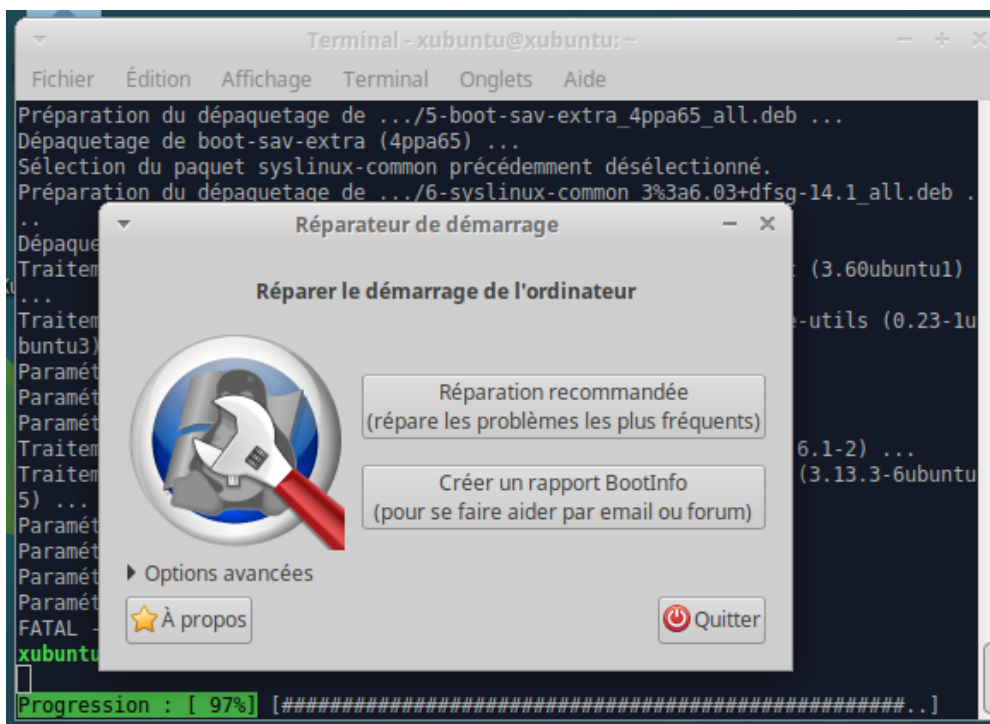 Terminal - xubuntu@xubuntu: ~
Fichier Édition Affichage Terminal Onglets Aide
Préparation du dépaquetage de .../5-boot-sav-extra_4ppa65_all.deb ...
Dépaquetage de boot-sav-extra (4ppa65) ...
Sélection du paquet syslinux-common précédemment désélectionné.
Préparation du dépaquetage de .../6-syslinux-common_3%3a6.03+dfsg-14.1_all.deb .
..
Dépaque
Traitem (3.60ubuntu1)
...
Traitem -utils (0.23-1u
buntu3)
Paramét
Paramét
Paramét
Traitem 6.1-2) ...
Traitem (3.13.3-6ubuntu
5) ...
Paramét
Paramét
Paramét
Paramét
FATAL -
xubuntu
Progression : [ 97%] [#####################################################..]
Réparateur de démarrage
Réparer le démarrage de l'ordinateur
Réparation recommandée
(répare les problèmes les plus fréquents)
Créer un rapport BootInfo
(pour se faire aider par email ou forum)
Options avancées
À propos
Quitter